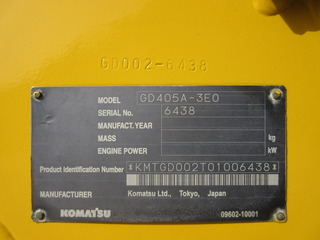 GD002-6438
MODEL GD405A-3E0
SERIAL No. 6438
MANUFACT. YEAR
MASS kg
ENGINE POWER kW
Product Identification Number *KMTGD002T01006438*
MANUFACTURER Komatsu Ltd., Tokyo, Japan
KOMATSU 09602-10001